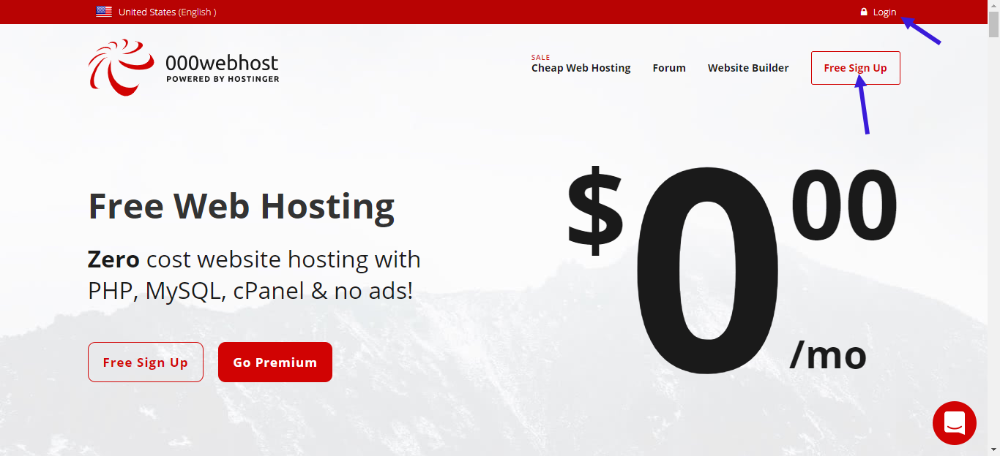 United States (English )
Login
000webhost
POWERED BY HOSTINGER
SALE
Cheap Web Hosting
Forum
Website Builder
Free Sign Up
Free Web Hosting
Zero cost website hosting with
PHP, MySQL, cPanel & no ads!
Free Sign Up
Go Premium
$000
/mo